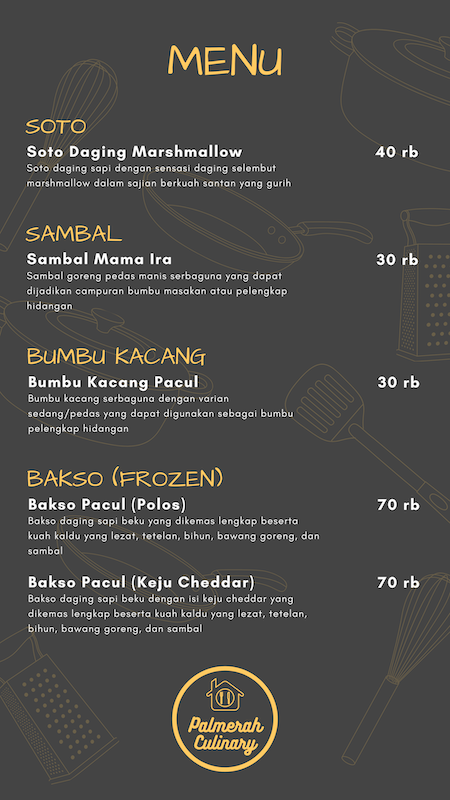 MENU
SOTO
Soto Daging Marshmallow 40 rb
Soto daging sapi dengan sensasi daging selembut
marshmallow dalam sajian berkuah santan yang gurih
SAMBAL
Sambal Mama Ira 30 rb
Sambal goreng pedas manis serbaguna yang dapat
dijadikan campuran bumbu masakan atau pelengkap
hidangan
BUMBU KACANG
Bumbu Kacang Pacul 30 rb
Bumbu kacang serbaguna dengan varian
sedang/pedas yang dapat digunakan sebagai bumbu
pelengkap hidangan
BAKSO (FROZEN)
Bakso Pacul (Polos) 70 rb
Bakso daging sapi beku yang dikemas lengkap beserta
kuah kaldu yang lezat, tetelan, bihun, bawang goreng, dan
sambal
Bakso Pacul (Keju Cheddar) 70 rb
Bakso daging sapi beku dengan isi keju cheddar yang
dikemas lengkap beserta kuah kaldu yang lezat, tetelan,
bihun, bawang goreng, dan sambal
Palmerah
Culinary